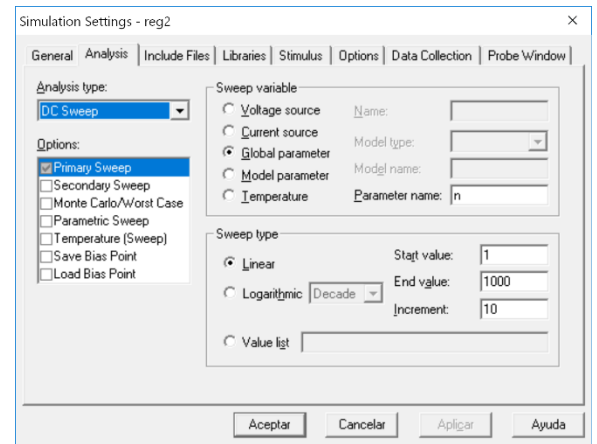 Simulation Settings - reg2
General Analysis Include Files Libraries Stimulus Options Data Collection Probe Window
Analysis type:
DC Sweep
Options:
Primary Sweep
Secondary Sweep
Monte Carlo/Worst Case
Parametric Sweep
Temperature (Sweep)
Save Bias Point
Load Bias Point
Sweep variable
Voltage source
Current source
Global parameter
Model parameter
Temperature
Name:
Model type:
Model name:
Parameter name: n
Sweep type
Linear
Logarithmic Decade
Value list
Start value: 1
End value: 1000
Increment: 10
Aceptar Cancelar Aplicar Ayuda